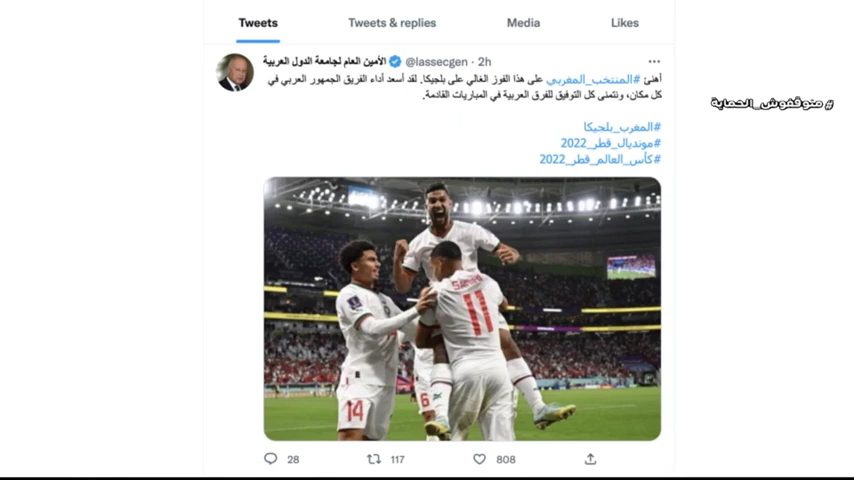 Tweets Tweets & replies Media Likes
الأمين العام لجامعة الدول العربية @lassecgen · 2h
أهنئ #المنتخب_المغربي على هذا الفوز الغالي على بلجيكا. لقد أسعد أداء الفريق الجمهور العربي في
كل مكان، ونتمنى كل التوفيق للفرق العربية في المباريات القادمة.
#المغرب_بلجيكا
#مونديال_قطر_2022
#كأس_العالم_قطر_2022
11
14
6
28 117 808